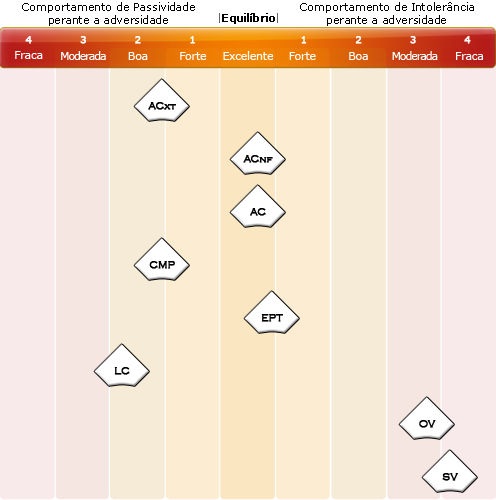 Comportamento de Passividade
perante a adversidade
|Equilíbrio|
Comportamento de Intolerância
perante a adversidade
4 3 2 1 1 2 3 4
Fraca Moderada Boa Forte Excelente Forte Boa Moderada Fraca
ACXT
ACNF
AC
CMP
EPT
LC
OV
SV